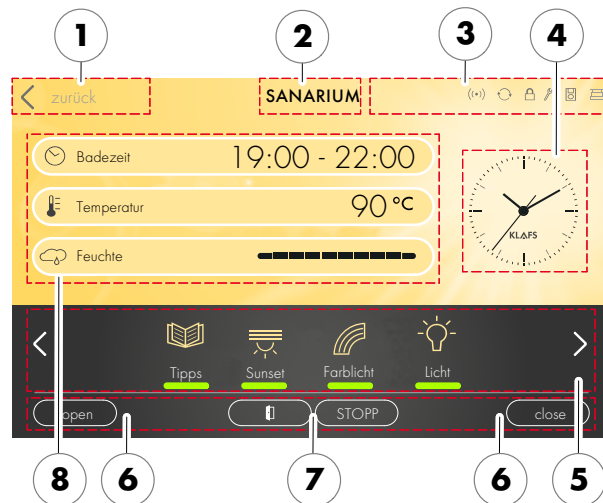 1 2 3 4
zurück SANARIUM
Badezeit 19:00 - 22:00
Temperatur 90 °C
KLAFS
Feuchte
Tipps Sunset Farblicht Licht
open STOPP close
8 6 7 6 5